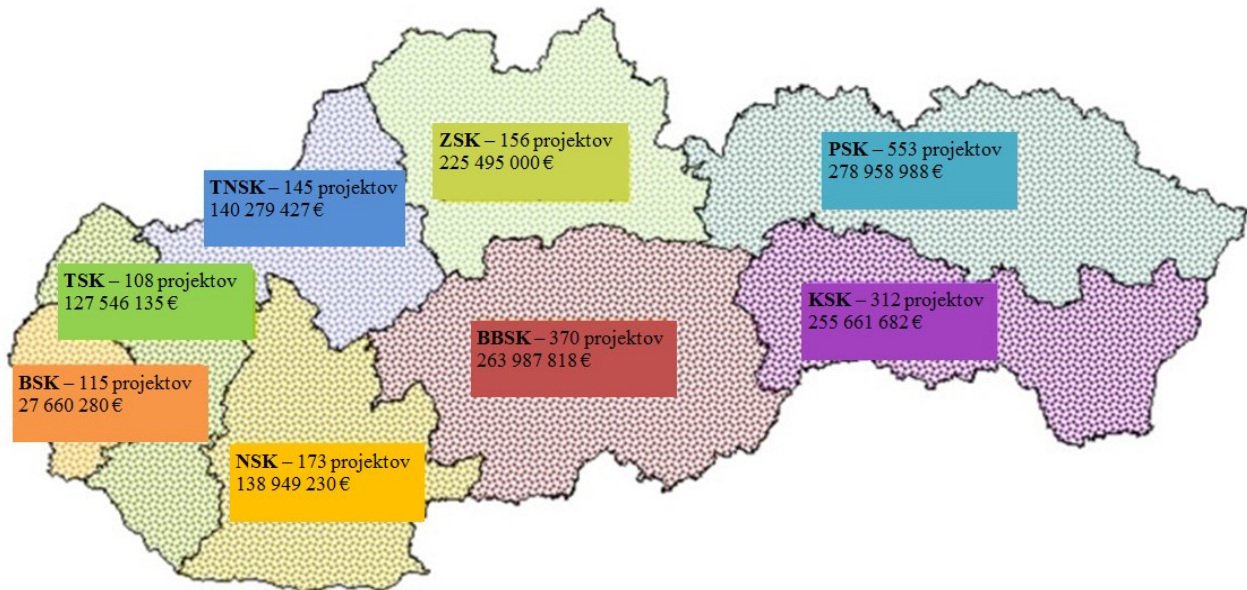 ZSK – 156 projektov
225 495 000 €
PSK – 553 projektov
278 958 988 €
TNSK – 145 projektov
140 279 427 €
TSK – 108 projektov
127 546 135 €
KSK – 312 projektov
255 661 682 €
BBSK – 370 projektov
263 987 818 €
BSK – 115 projektov
27 660 280 €
NSK – 173 projektov
138 949 230 €